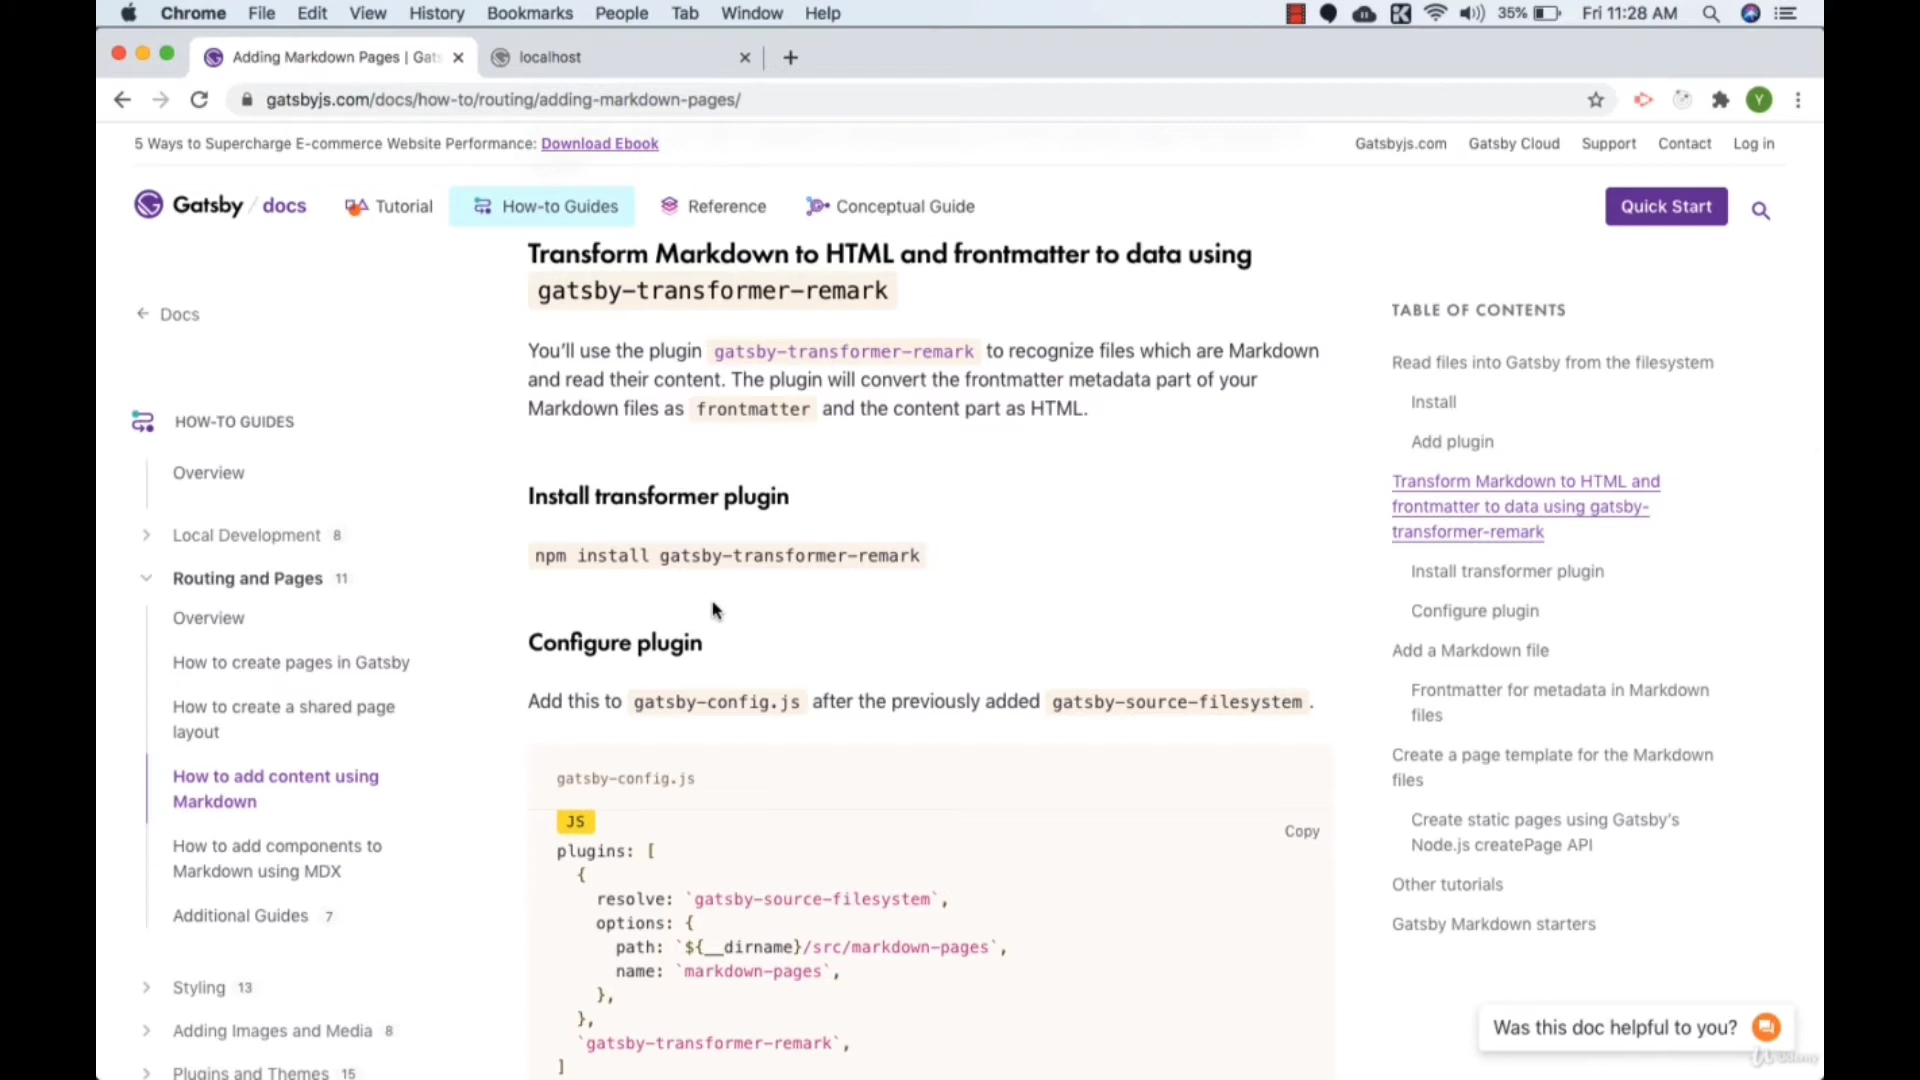 Chrome File Edit View History Bookmarks People Tab Window Help 35% Fri 11:28 AM
Adding Markdown Pages | Gats localhost
gatsbyjs.com/docs/how-to/routing/adding-markdown-pages/ Y
5 Ways to Supercharge E-commerce Website Performance: Download Ebook Gatsbyjs.com Gatsby Cloud Support Contact Log in
Gatsby / docs Tutorial How-to Guides Reference Conceptual Guide Quick Start
← Docs
HOW-TO GUIDES
Overview
Local Development 8
Routing and Pages 11
Overview
How to create pages in Gatsby
How to create a shared page
layout
How to add content using
Markdown
How to add components to
Markdown using MDX
Additional Guides 7
Styling 13
Adding Images and Media 8
Plugins and Themes 15
Transform Markdown to HTML and frontmatter to data using
gatsby-transformer-remark
You’ll use the plugin gatsby-transformer-remark to recognize files which are Markdown
and read their content. The plugin will convert the frontmatter metadata part of your
Markdown files as frontmatter and the content part as HTML.
Install transformer plugin
npm install gatsby-transformer-remark
Configure plugin
Add this to gatsby-config.js after the previously added gatsby-source-filesystem.
gatsby-config.js
JS
Copy
plugins: [
{
resolve: `gatsby-source-filesystem`,
options: {
path: `${__dirname}/src/markdown-pages`,
name: `markdown-pages`,
},
},
`gatsby-transformer-remark`,
]
TABLE OF CONTENTS
Read files into Gatsby from the filesystem
Install
Add plugin
Transform Markdown to HTML and
frontmatter to data using gatsby-
transformer-remark
Install transformer plugin
Configure plugin
Add a Markdown file
Frontmatter for metadata in Markdown
files
Create a page template for the Markdown
files
Create static pages using Gatsby’s
Node.js createPage API
Other tutorials
Gatsby Markdown starters
Was this doc helpful to you?
Udemy